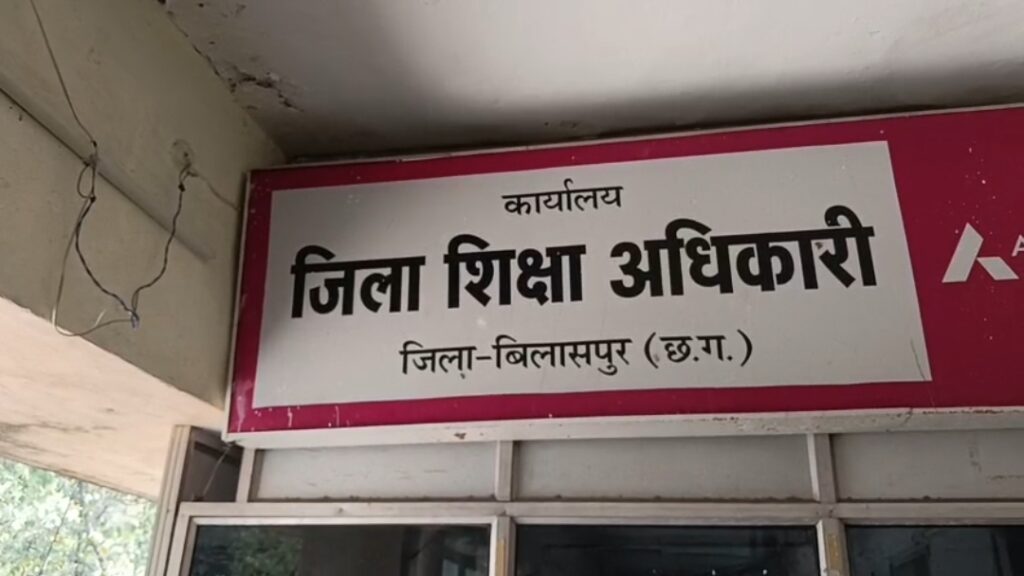 कार्यालय
जिला शिक्षा अधिकारी
जिला-बिलासपुर (छ.ग.)